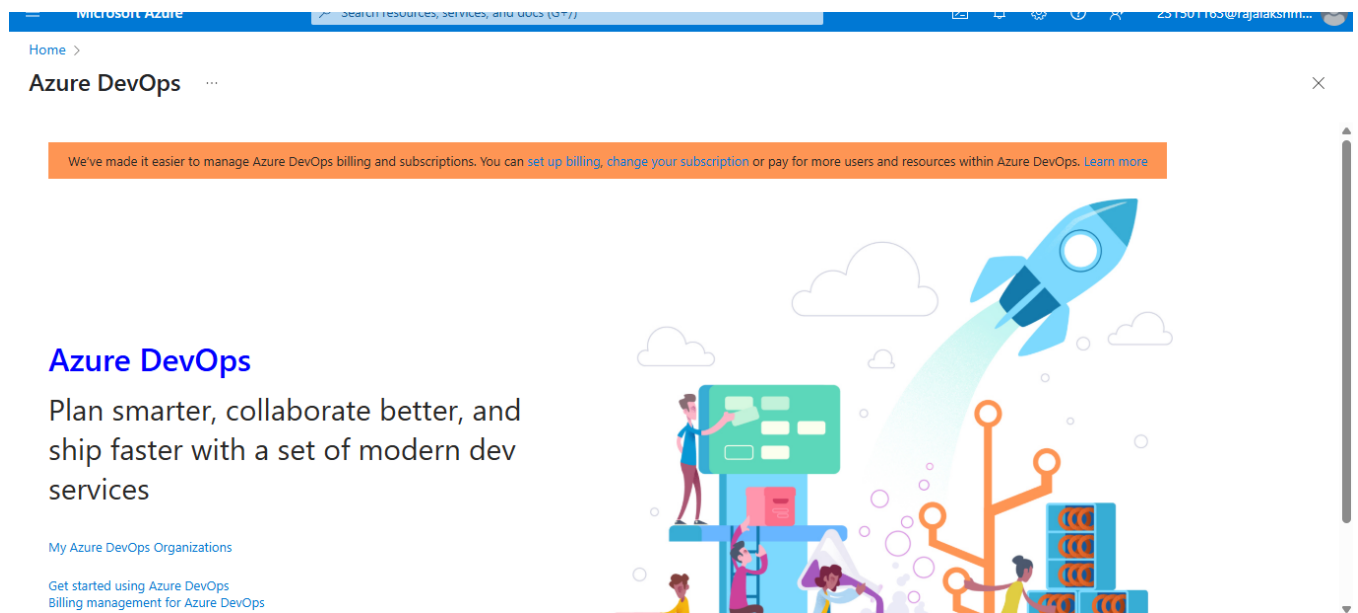 Microsoft Azure
Search resources, services, and docs (G+/)
231501163@rajalakshm...
Home >
Azure DevOps ...
We've made it easier to manage Azure DevOps billing and subscriptions. You can set up billing, change your subscription or pay for more users and resources within Azure DevOps. Learn more
Azure DevOps
Plan smarter, collaborate better, and
ship faster with a set of modern dev
services
My Azure DevOps Organizations
Get started using Azure DevOps
Billing management for Azure DevOps